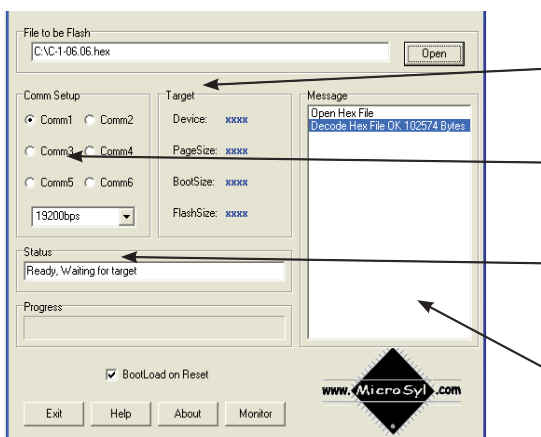 File to be Flash
C:\C-1-06.06.hex
Open
Comm Setup
Comm1 Comm2
Comm3 Comm4
Comm5 Comm6
19200bps
Target
Device: xxxx
PageSize: xxxx
BootSize: xxxx
FlashSize: xxxx
Message
Open Hex File
Decode Hex File OK 102574 Bytes
Status
Ready, Waiting for target
Progress
BootLoad on Reset
Exit Help About Monitor
www.MicroSyl.com